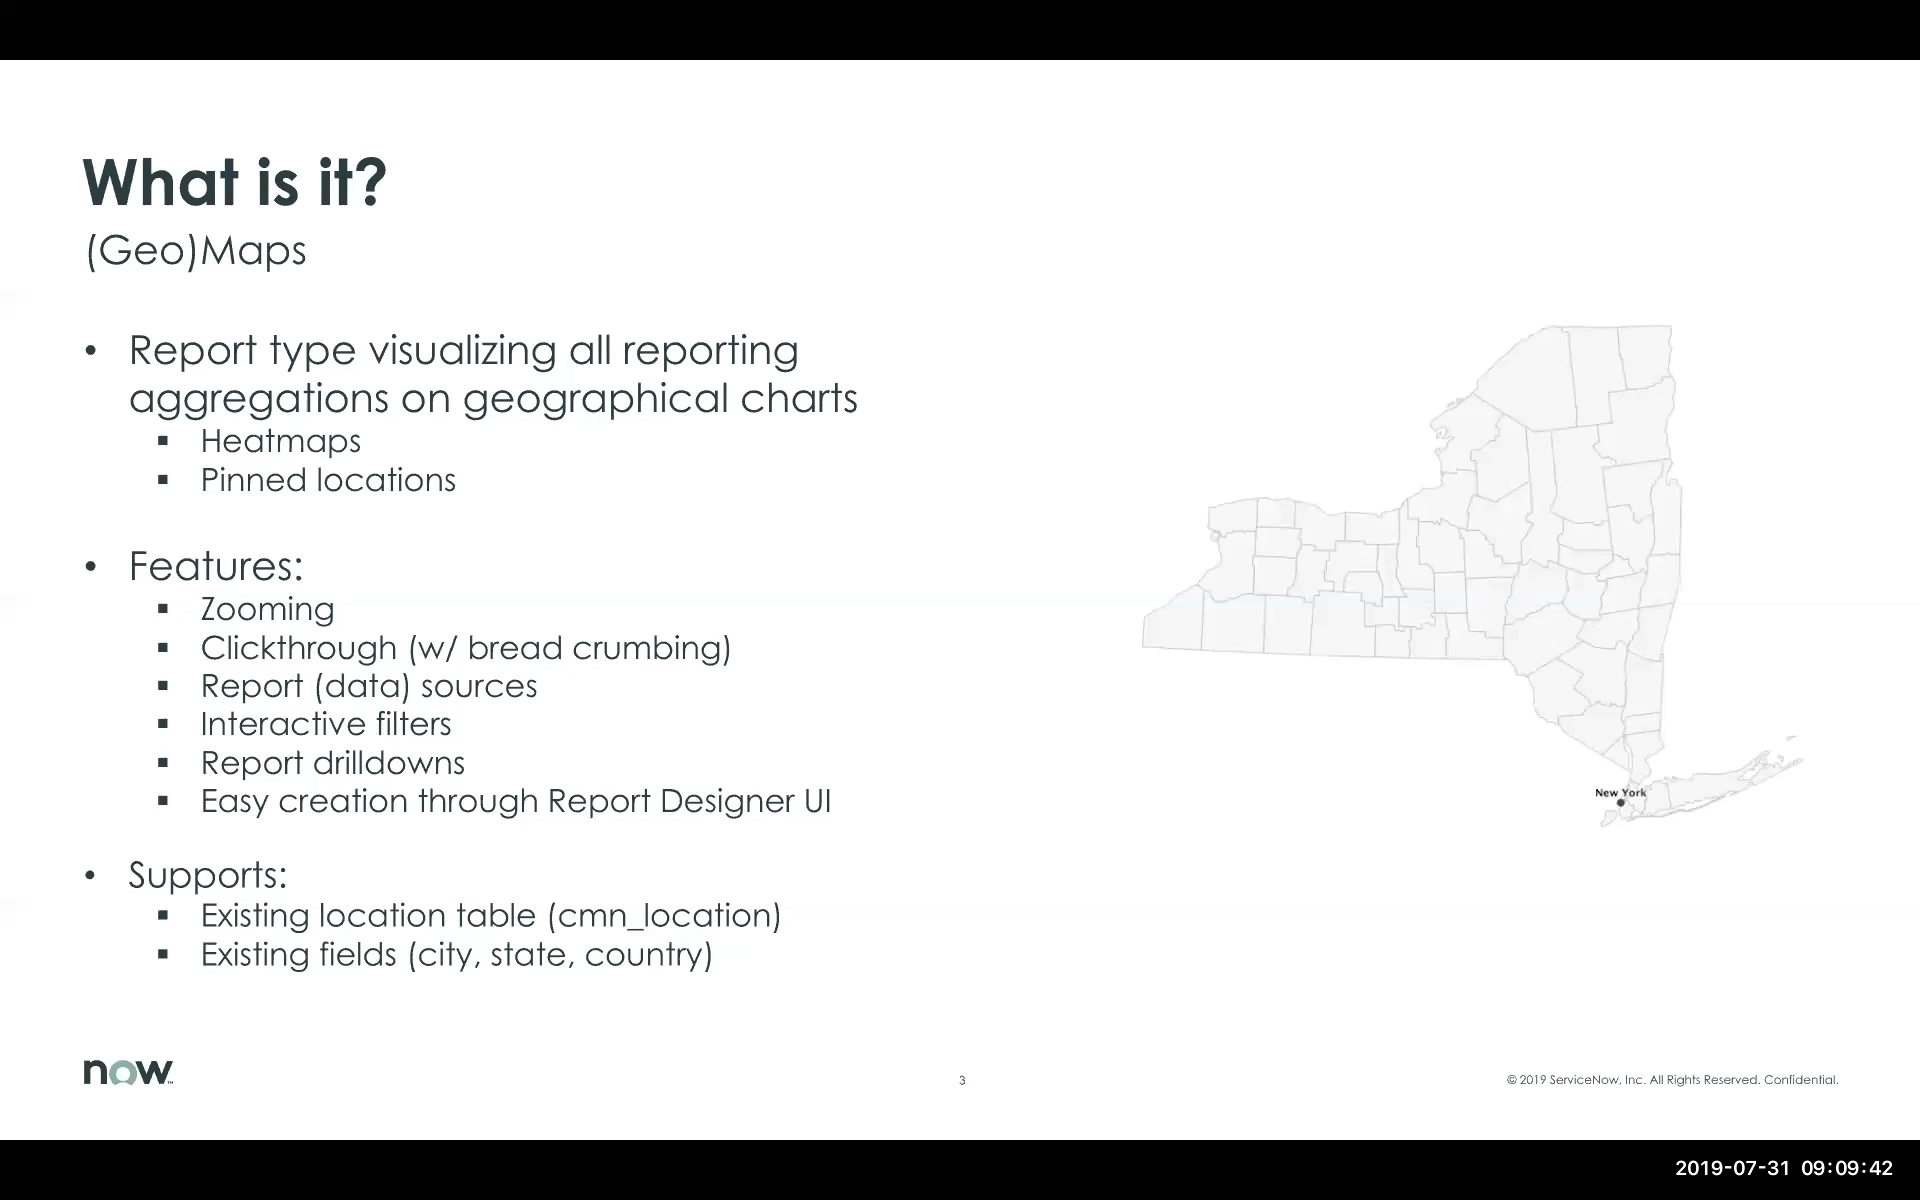 What is it?
(Geo)Maps
• Report type visualizing all reporting
aggregations on geographical charts
▪ Heatmaps
▪ Pinned locations
• Features:
▪ Zooming
▪ Clickthrough (w/ bread crumbing)
▪ Report (data) sources
▪ Interactive filters
▪ Report drilldowns
▪ Easy creation through Report Designer UI
• Supports:
▪ Existing location table (cmn_location)
▪ Existing fields (city, state, country)
New York
now™
3
© 2019 ServiceNow, Inc. All Rights Reserved. Confidential.
2019-07-31 09:09:42